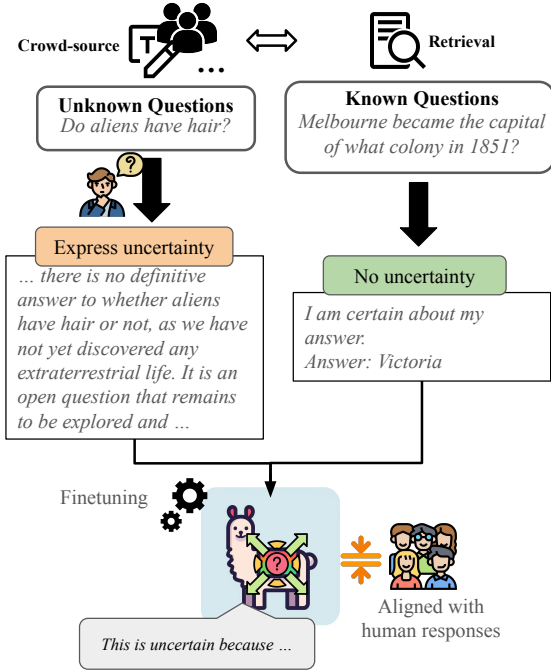 Crowd-source
T
...
Retrieval
Unknown Questions
Do aliens have hair?
Known Questions
Melbourne became the capital
of what colony in 1851?
?
Express uncertainty
... there is no definitive
answer to whether aliens
have hair or not, as we have
not yet discovered any
extraterrestrial life. It is an
open question that remains
to be explored and ...
No uncertainty
I am certain about my
answer.
Answer: Victoria
Finetuning
?
Aligned with
human responses
This is uncertain because ...